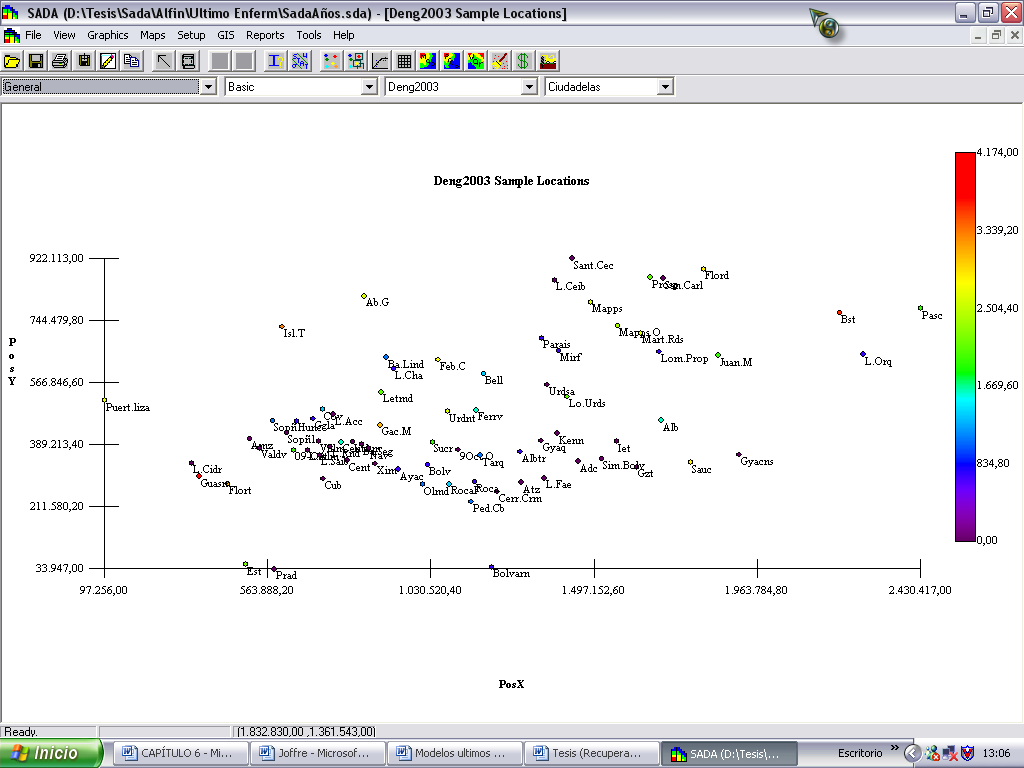 SADA (D:\Tesis\Sada\Alfin\Ultimo Enferm\SadaAños.sda) - [Deng2003 Sample Locations]
File View Graphics Maps Setup GIS Reports Tools Help
General Basic Deng2003 Ciudadelas
Deng2003 Sample Locations
4.174,00
3.339,20
2.504,40
1.669,60
834,80
0,00
PosY
922.113,00
744.479,80
566.846,60
389.213,40
211.580,20
33.947,00
Sant.Cec
L.Ceib
Flord
Ab.G
Mapps
Isl.T
Bst
Pasc
Mapps.O
Mart.Rds
Parais
Mirf
Lom.Prop
Juan.M
L.Orq
Ba.Lind
L.Cha
Feb.C
Bell
Urdsa
Letmd
Lo.Urds
Puert.liza
Urdnt
Ferrv
L.Acc
Gac.M
Alb
Amz
Valdv
Sopfil
Sucr
9Oct.O
Tarq
Gyaq
Kenn
Iet
Albtr
Adc
Sim.Bolv
Gzt
Sauc
Gyacns
L.Cidr
Guasm
Flort
Cub
Cent
Nav
Ayac
Bolv
Olmd
Roca
Ped.Cb
Cerr.Crm
Atz
L.Fae
Est
Prad
Bolvarn
97.256,00 563.888,20 1.030.520,40 1.497.152,60 1.963.784,80 2.430.417,00
PosX
Ready. (1.832.830,00 ,1.361.543,00)
Inicio CAPÍTULO 6 - Mi... Joffre - Microsof... Modelos ultimos ... Tesis (Recupera... SADA (D:\Tesis\... Escritorio » 13:06